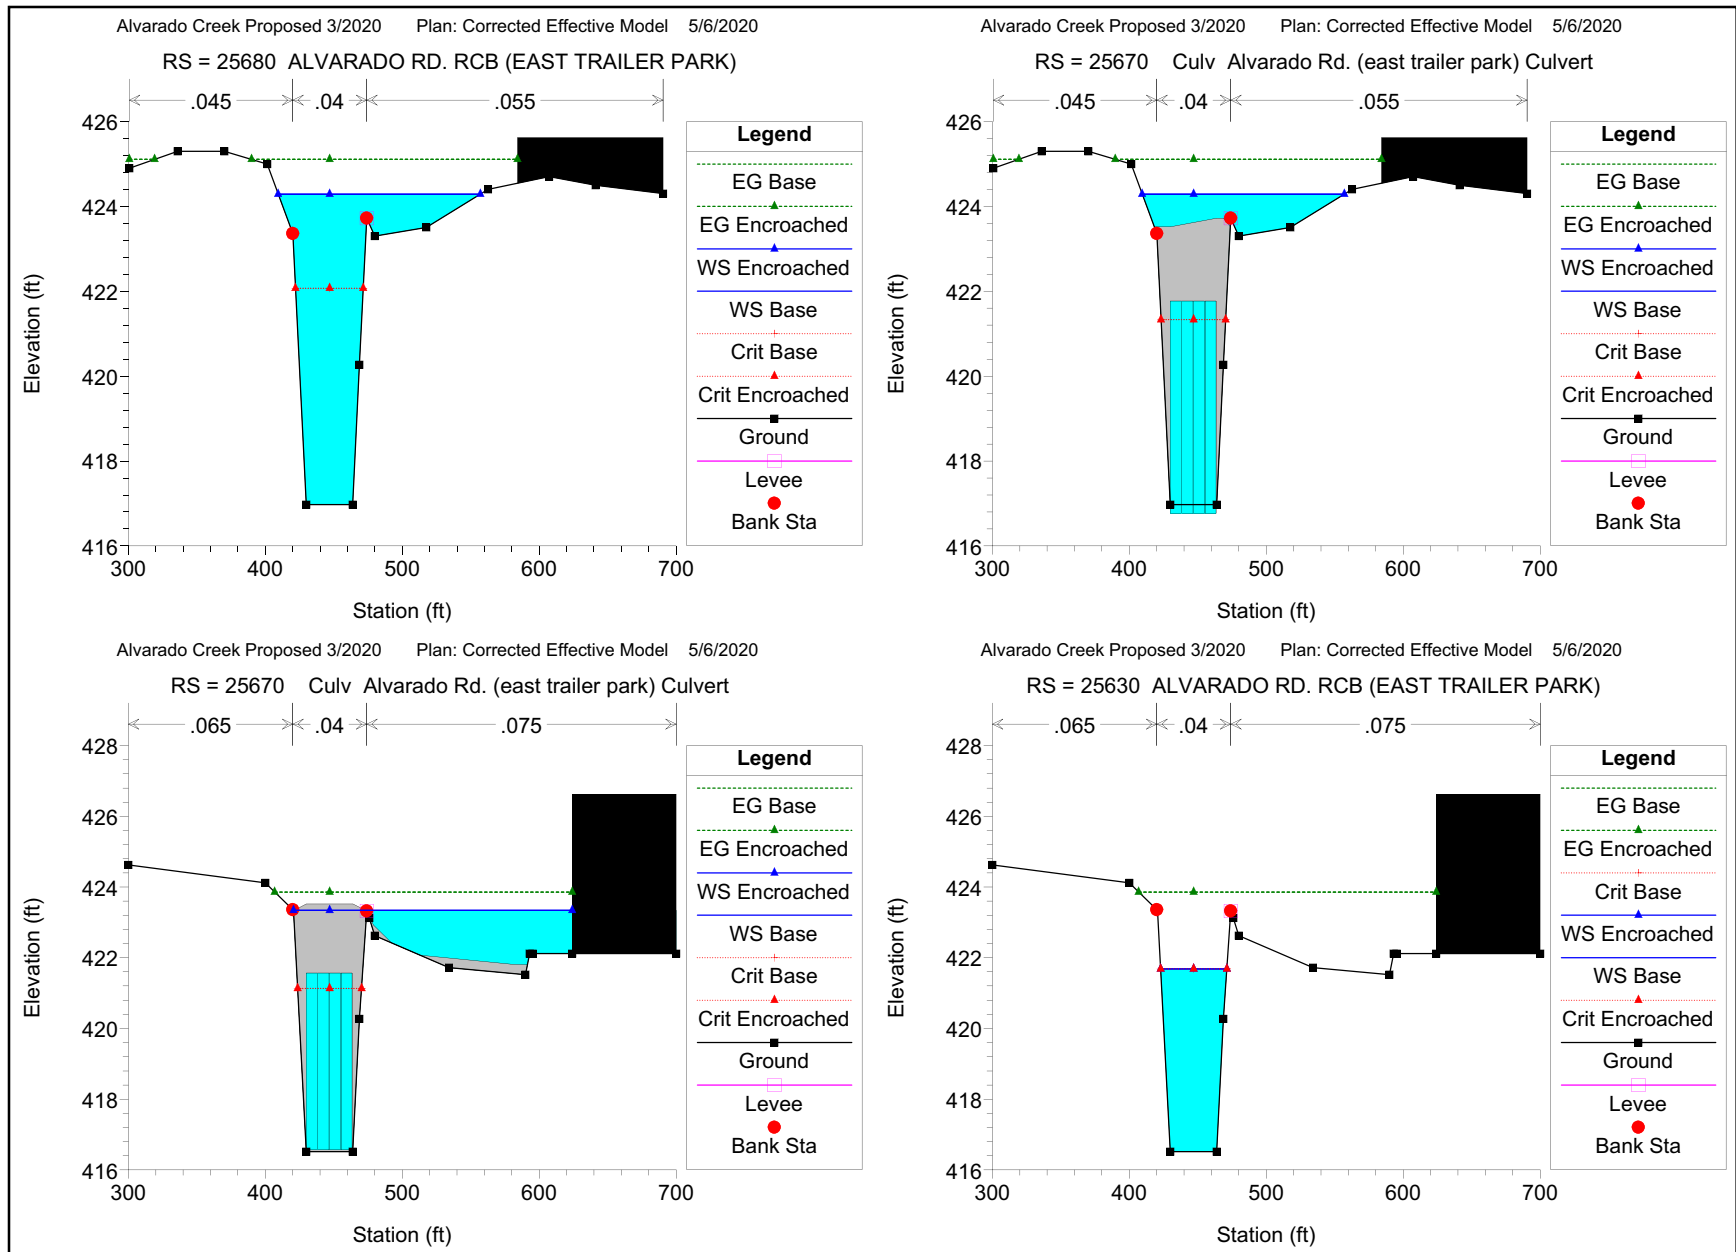 Alvarado Creek Proposed 3/2020 Plan: Corrected Effective Model 5/6/2020
RS = 25680 ALVARADO RD. RCB (EAST TRAILER PARK)
.045 .04 .055
426
424
422
420
418
416
300 400 500 600 700
Station (ft)
Elevation (ft)
Legend
EG Base
EG Encroached
WS Encroached
WS Base
Crit Base
Crit Encroached
Ground
Levee
Bank Sta
Alvarado Creek Proposed 3/2020 Plan: Corrected Effective Model 5/6/2020
RS = 25670 Culv Alvarado Rd. (east trailer park) Culvert
.045 .04 .055
426
424
422
420
418
416
300 400 500 600 700
Station (ft)
Elevation (ft)
Legend
EG Base
EG Encroached
WS Encroached
WS Base
Crit Base
Crit Encroached
Ground
Levee
Bank Sta
Alvarado Creek Proposed 3/2020 Plan: Corrected Effective Model 5/6/2020
RS = 25670 Culv Alvarado Rd. (east trailer park) Culvert
.065 .04 .075
428
426
424
422
420
418
416
300 400 500 600 700
Station (ft)
Elevation (ft)
Legend
EG Base
EG Encroached
WS Encroached
WS Base
Crit Base
Crit Encroached
Ground
Levee
Bank Sta
Alvarado Creek Proposed 3/2020 Plan: Corrected Effective Model 5/6/2020
RS = 25630 ALVARADO RD. RCB (EAST TRAILER PARK)
.065 .04 .075
428
426
424
422
420
418
416
300 400 500 600 700
Station (ft)
Elevation (ft)
Legend
EG Base
EG Encroached
Crit Base
WS Encroached
WS Base
Crit Encroached
Ground
Levee
Bank Sta